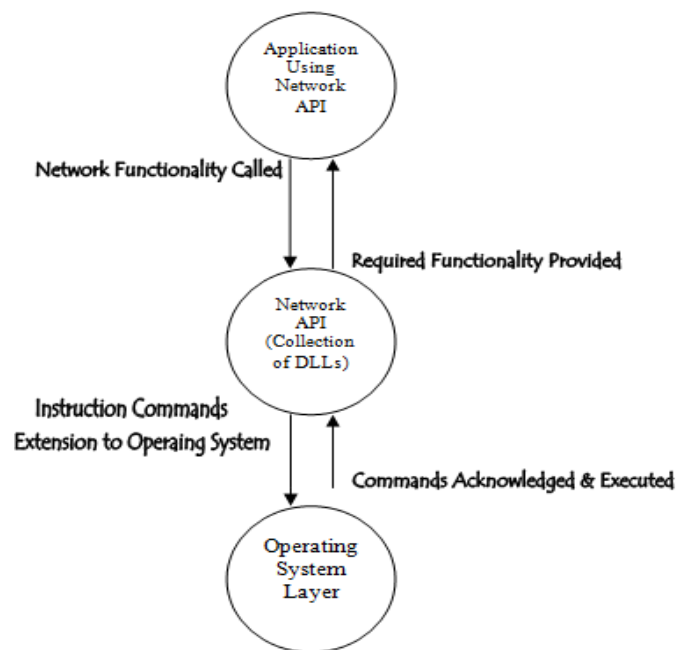 Application
Using
Network
API
Network Functionality Called
Required Functionality Provided
Network
API
(Collection
of DLLs)
Instruction Commands
Extension to Operaing System
Commands Acknowledged & Executed
Operating
System
Layer